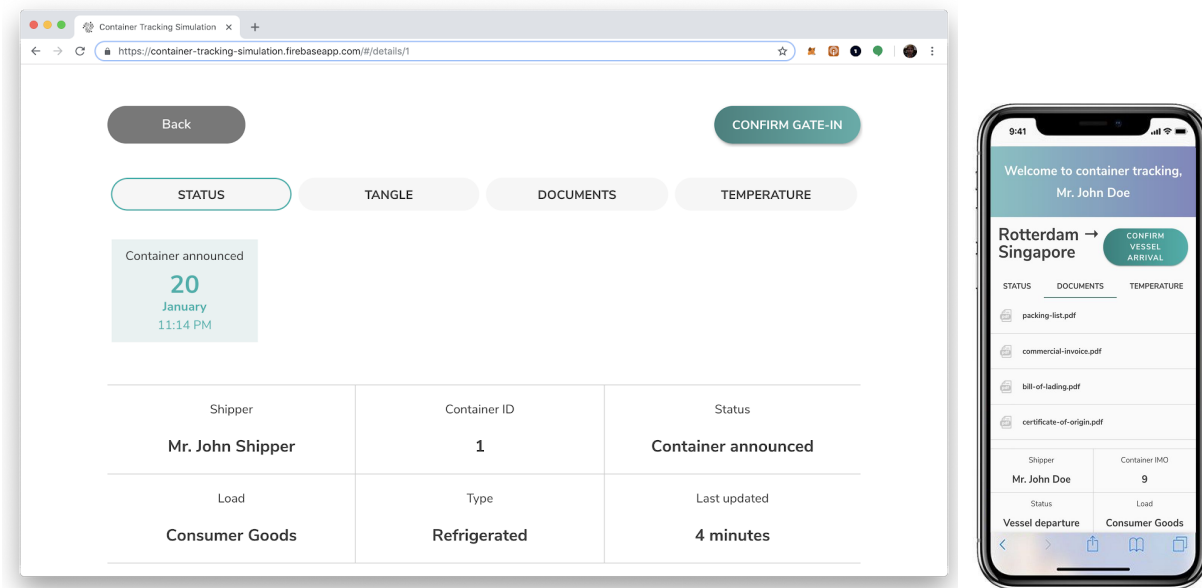 Container Tracking Simulation
https://container-tracking-simulation.firebaseapp.com/#/details/1
Back
CONFIRM GATE-IN
STATUS
TANGLE
DOCUMENTS
TEMPERATURE
Container announced
20
January
11:14 PM
Shipper
Container ID
Status
Mr. John Shipper
1
Container announced
Load
Type
Last updated
Consumer Goods
Refrigerated
4 minutes
9:41
Welcome to container tracking,
Mr. John Doe
Rotterdam →
Singapore
CONFIRM
VESSEL
ARRIVAL
STATUS
DOCUMENTS
TEMPERATURE
packing-list.pdf
commercial-invoice.pdf
bill-of-lading.pdf
certificate-of-origin.pdf
Shipper
Container IMO
Mr. John Doe
9
Status
Load
Vessel departure
Consumer Goods